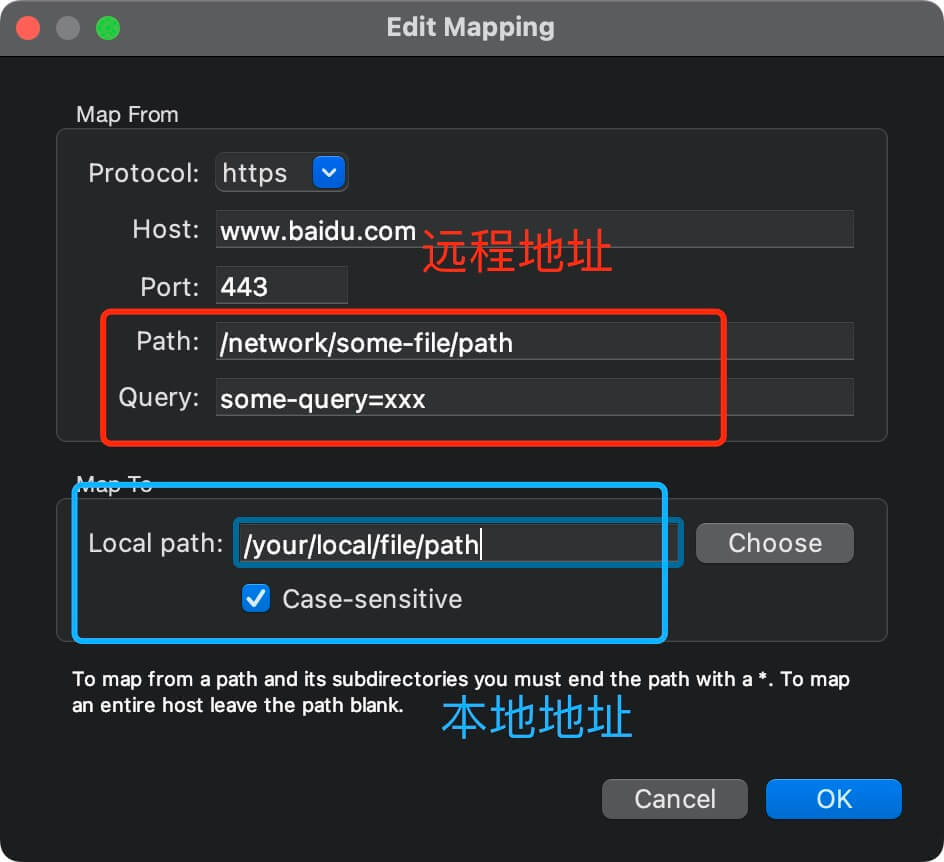 Edit Mapping
Map From
Protocol: https
Host: www.baidu.com
远程地址
Port: 443
Path: /network/some-file/path
Query: some-query=xxx
Map To
Local path: /your/local/file/path Choose
Case-sensitive
To map from a path and its subdirectories you must end the path with a *. To map
an entire host leave the path blank.
本地地址
Cancel OK